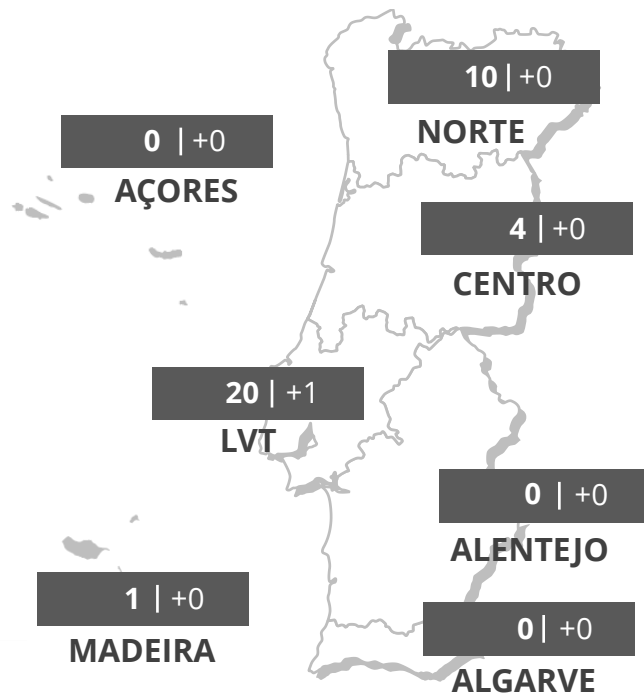 10 | +0
NORTE
0 | +0
AÇORES
4 | +0
CENTRO
20 | +1
LVT
0 | +0
ALENTEJO
1 | +0
MADEIRA
0 | +0
ALGARVE